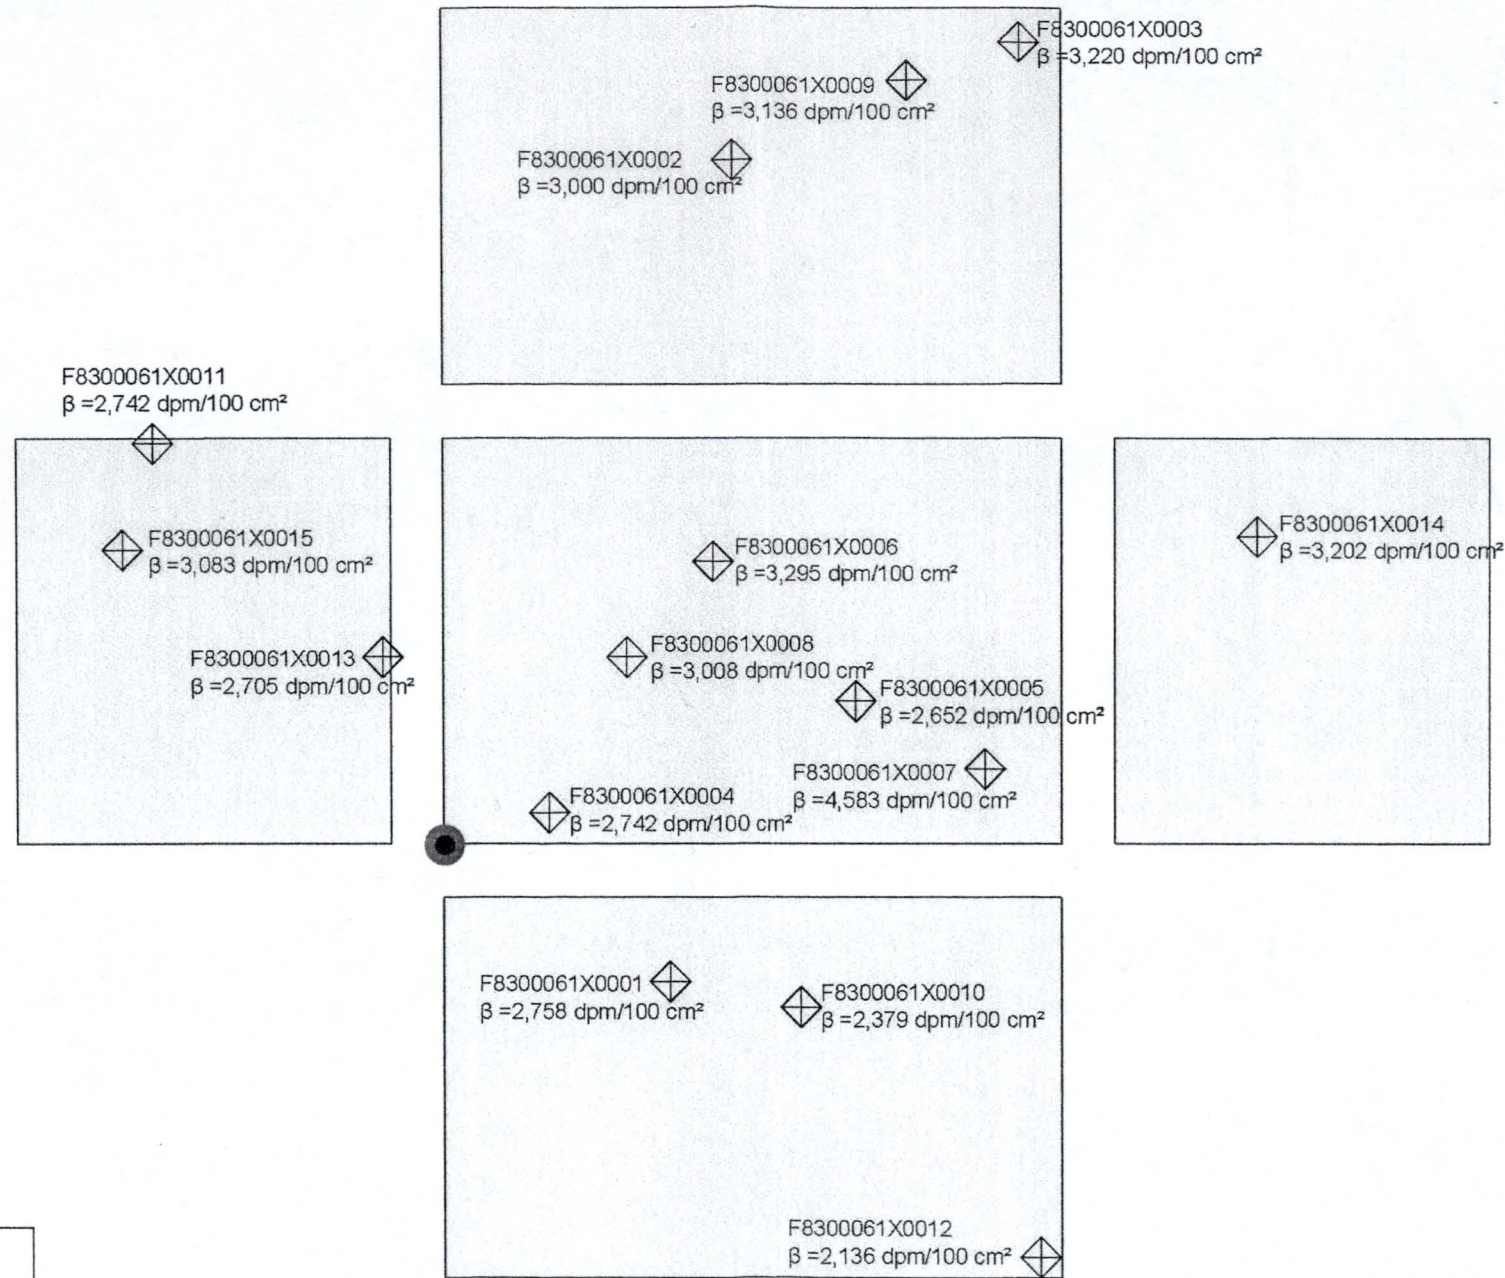 F8300061X0003
β =3,220 dpm/100 cm²
F8300061X0009
β =3,136 dpm/100 cm²
F8300061X0002
β =3,000 dpm/100 cm²
F8300061X0011
β =2,742 dpm/100 cm²
F8300061X0015
β =3,083 dpm/100 cm²
F8300061X0013
β =2,705 dpm/100 cm²
F8300061X0006
β =3,295 dpm/100 cm²
F8300061X0008
β =3,008 dpm/100 cm²
F8300061X0005
β =2,652 dpm/100 cm²
F8300061X0007
β =4,583 dpm/100 cm²
F8300061X0004
β =2,742 dpm/100 cm²
F8300061X0014
β =3,202 dpm/100 cm²
F8300061X0001
β =2,758 dpm/100 cm²
F8300061X0010
β =2,379 dpm/100 cm²
F8300061X0012
β =2,136 dpm/100 cm²